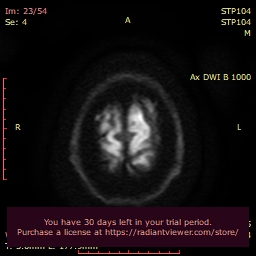 Im: 23/54
Se: 4
A
STP104
STP104
M
Ax DWI B 1000
R
L
You have 30 days left in your trial period.
Purchase a license at https://radiantviewer.com/store/